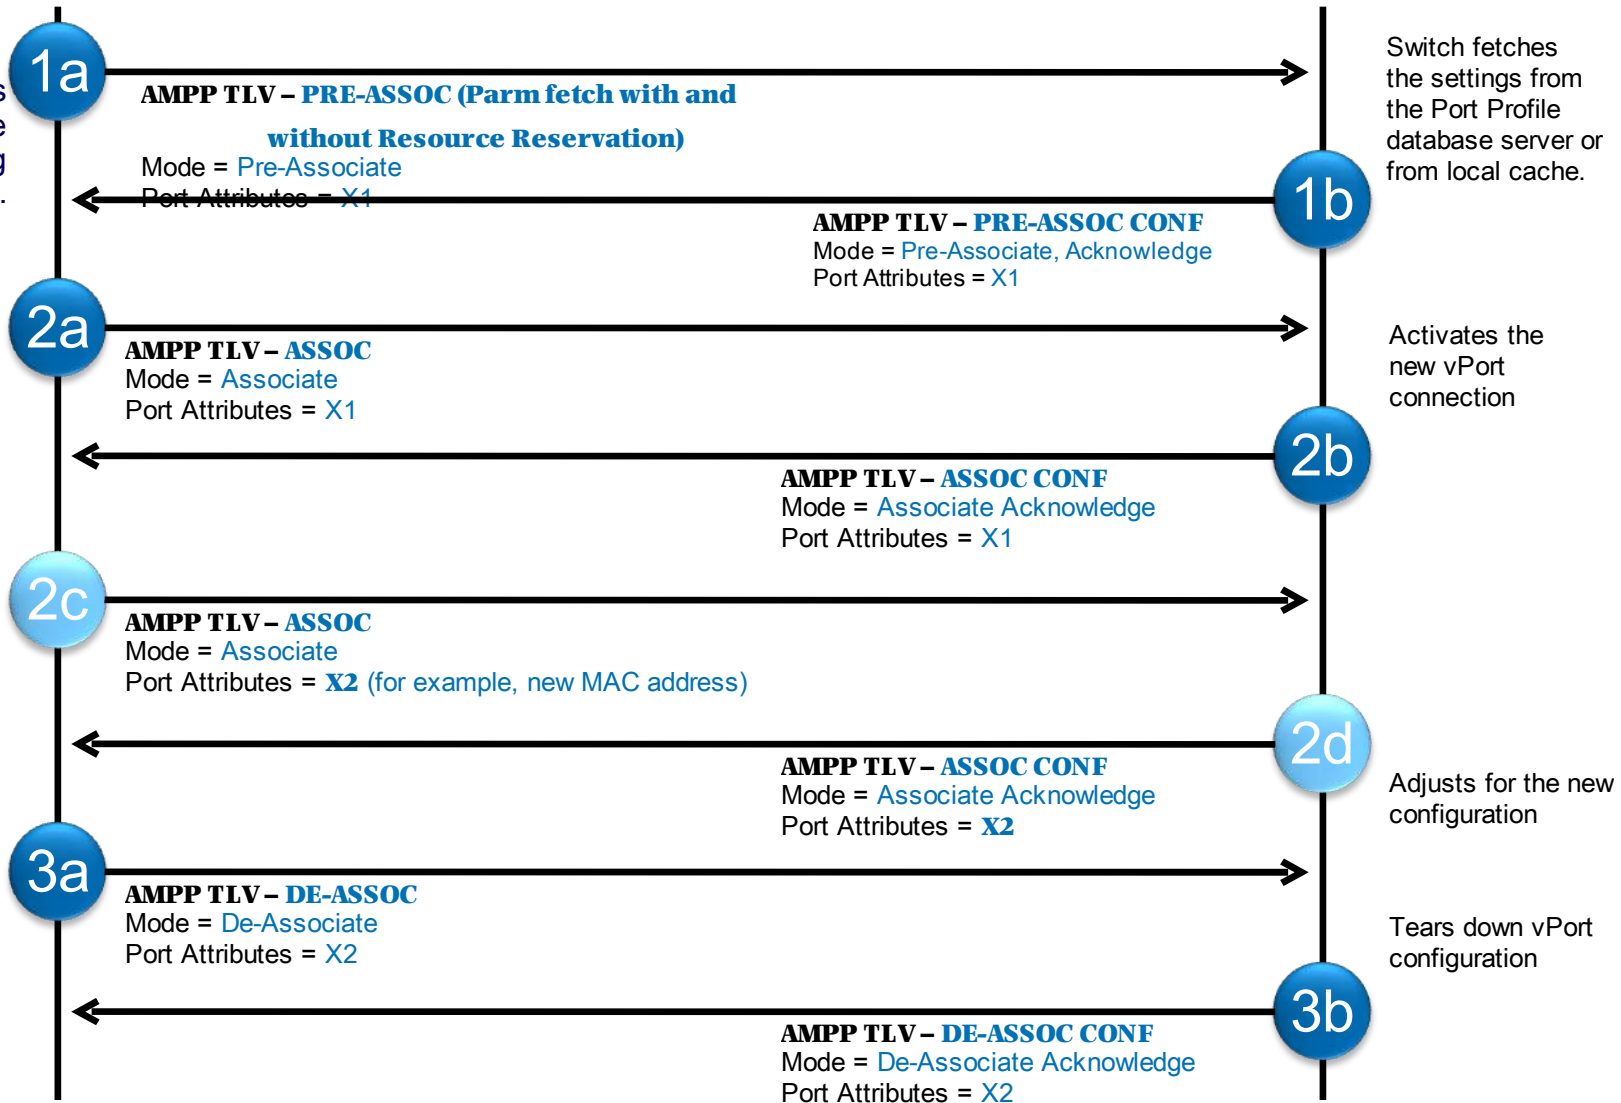 1a
s
e
g
.
AMPP TLV – PRE-ASSOC (Parm fetch with and
without Resource Reservation)
Mode = Pre-Associate
Port Attributes = X1
Switch fetches
the settings from
the Port Profile
database server or
from local cache.
1b
AMPP TLV – PRE-ASSOC CONF
Mode = Pre-Associate, Acknowledge
Port Attributes = X1
2a
AMPP TLV – ASSOC
Mode = Associate
Port Attributes = X1
Activates the
new vPort
connection
2b
AMPP TLV – ASSOC CONF
Mode = Associate Acknowledge
Port Attributes = X1
2c
AMPP TLV – ASSOC
Mode = Associate
Port Attributes = X2 (for example, new MAC address)
2d
AMPP TLV – ASSOC CONF
Mode = Associate Acknowledge
Port Attributes = X2
Adjusts for the new
configuration
3a
AMPP TLV – DE-ASSOC
Mode = De-Associate
Port Attributes = X2
Tears down vPort
configuration
3b
AMPP TLV – DE-ASSOC CONF
Mode = De-Associate Acknowledge
Port Attributes = X2